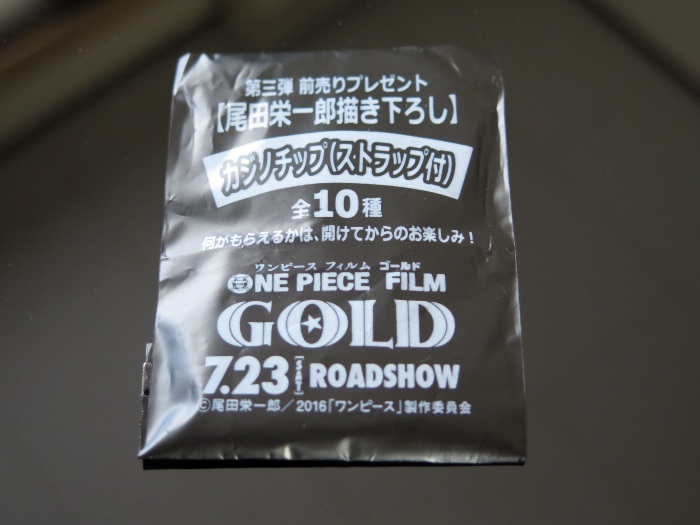 第三弾 前売りプレゼント
【尾田栄一郎描き下ろし】
カジノチップ(ストラップ付)
全10種
何がもらえるかは、開けてからのお楽しみ!
ワンピース フィルム ゴールド
ONE PIECE FILM
GOLD
7.23[SAT] ROADSHOW
©尾田栄一郎/2016「ワンピース」製作委員会